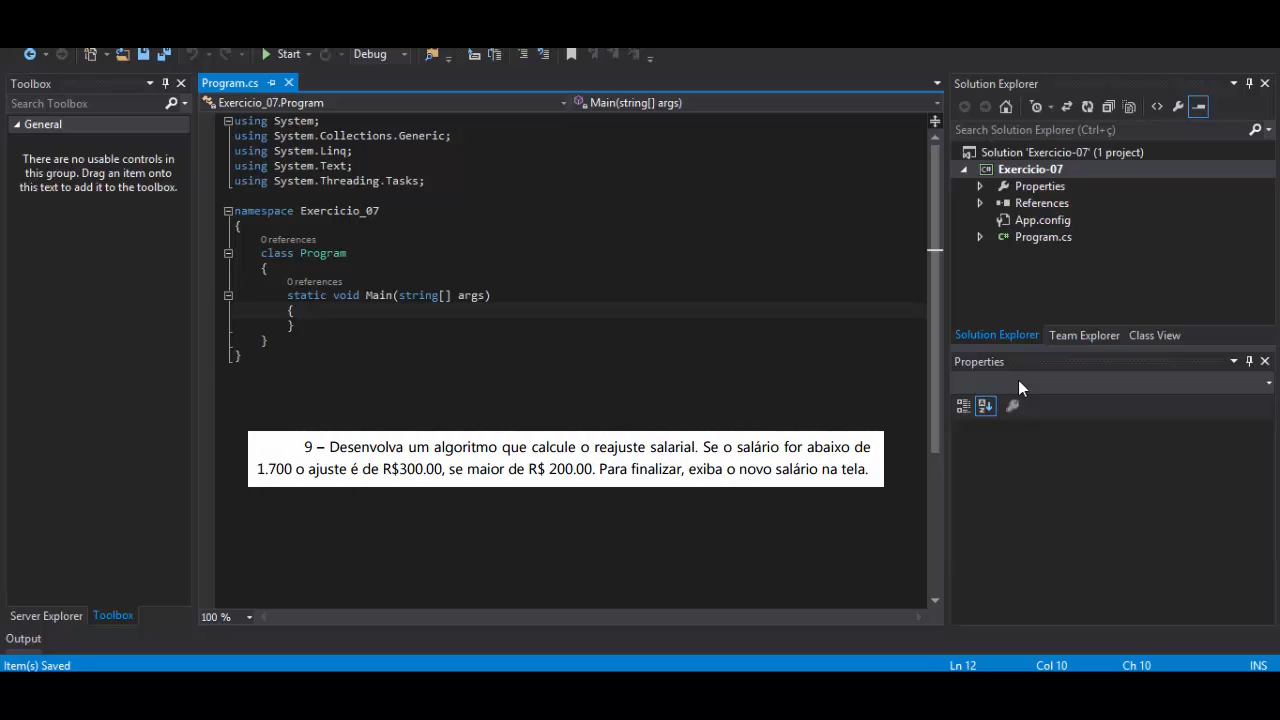 Start
Debug
Toolbox
Search Toolbox
General
There are no usable controls in
this group. Drag an item onto
this text to add it to the toolbox.
Server Explorer Toolbox
Output
Item(s) Saved
Program.cs
Exercicio_07.Program
Main(string[] args)
using System;
using System.Collections.Generic;
using System.Linq;
using System.Text;
using System.Threading.Tasks;
namespace Exercicio_07
{
0 references
class Program
{
0 references
static void Main(string[] args)
{
}
}
}
9 – Desenvolva um algoritmo que calcule o reajuste salarial. Se o salário for abaixo de
1.700 o ajuste é de R$300.00, se maior de R$ 200.00. Para finalizar, exiba o novo salário na tela.
100 %
Solution Explorer
Search Solution Explorer (Ctrl+ç)
Solution 'Exercicio-07' (1 project)
C# Exercicio-07
Properties
References
App.config
C# Program.cs
Solution Explorer Team Explorer Class View
Properties
Ln 12 Col 10 Ch 10 INS